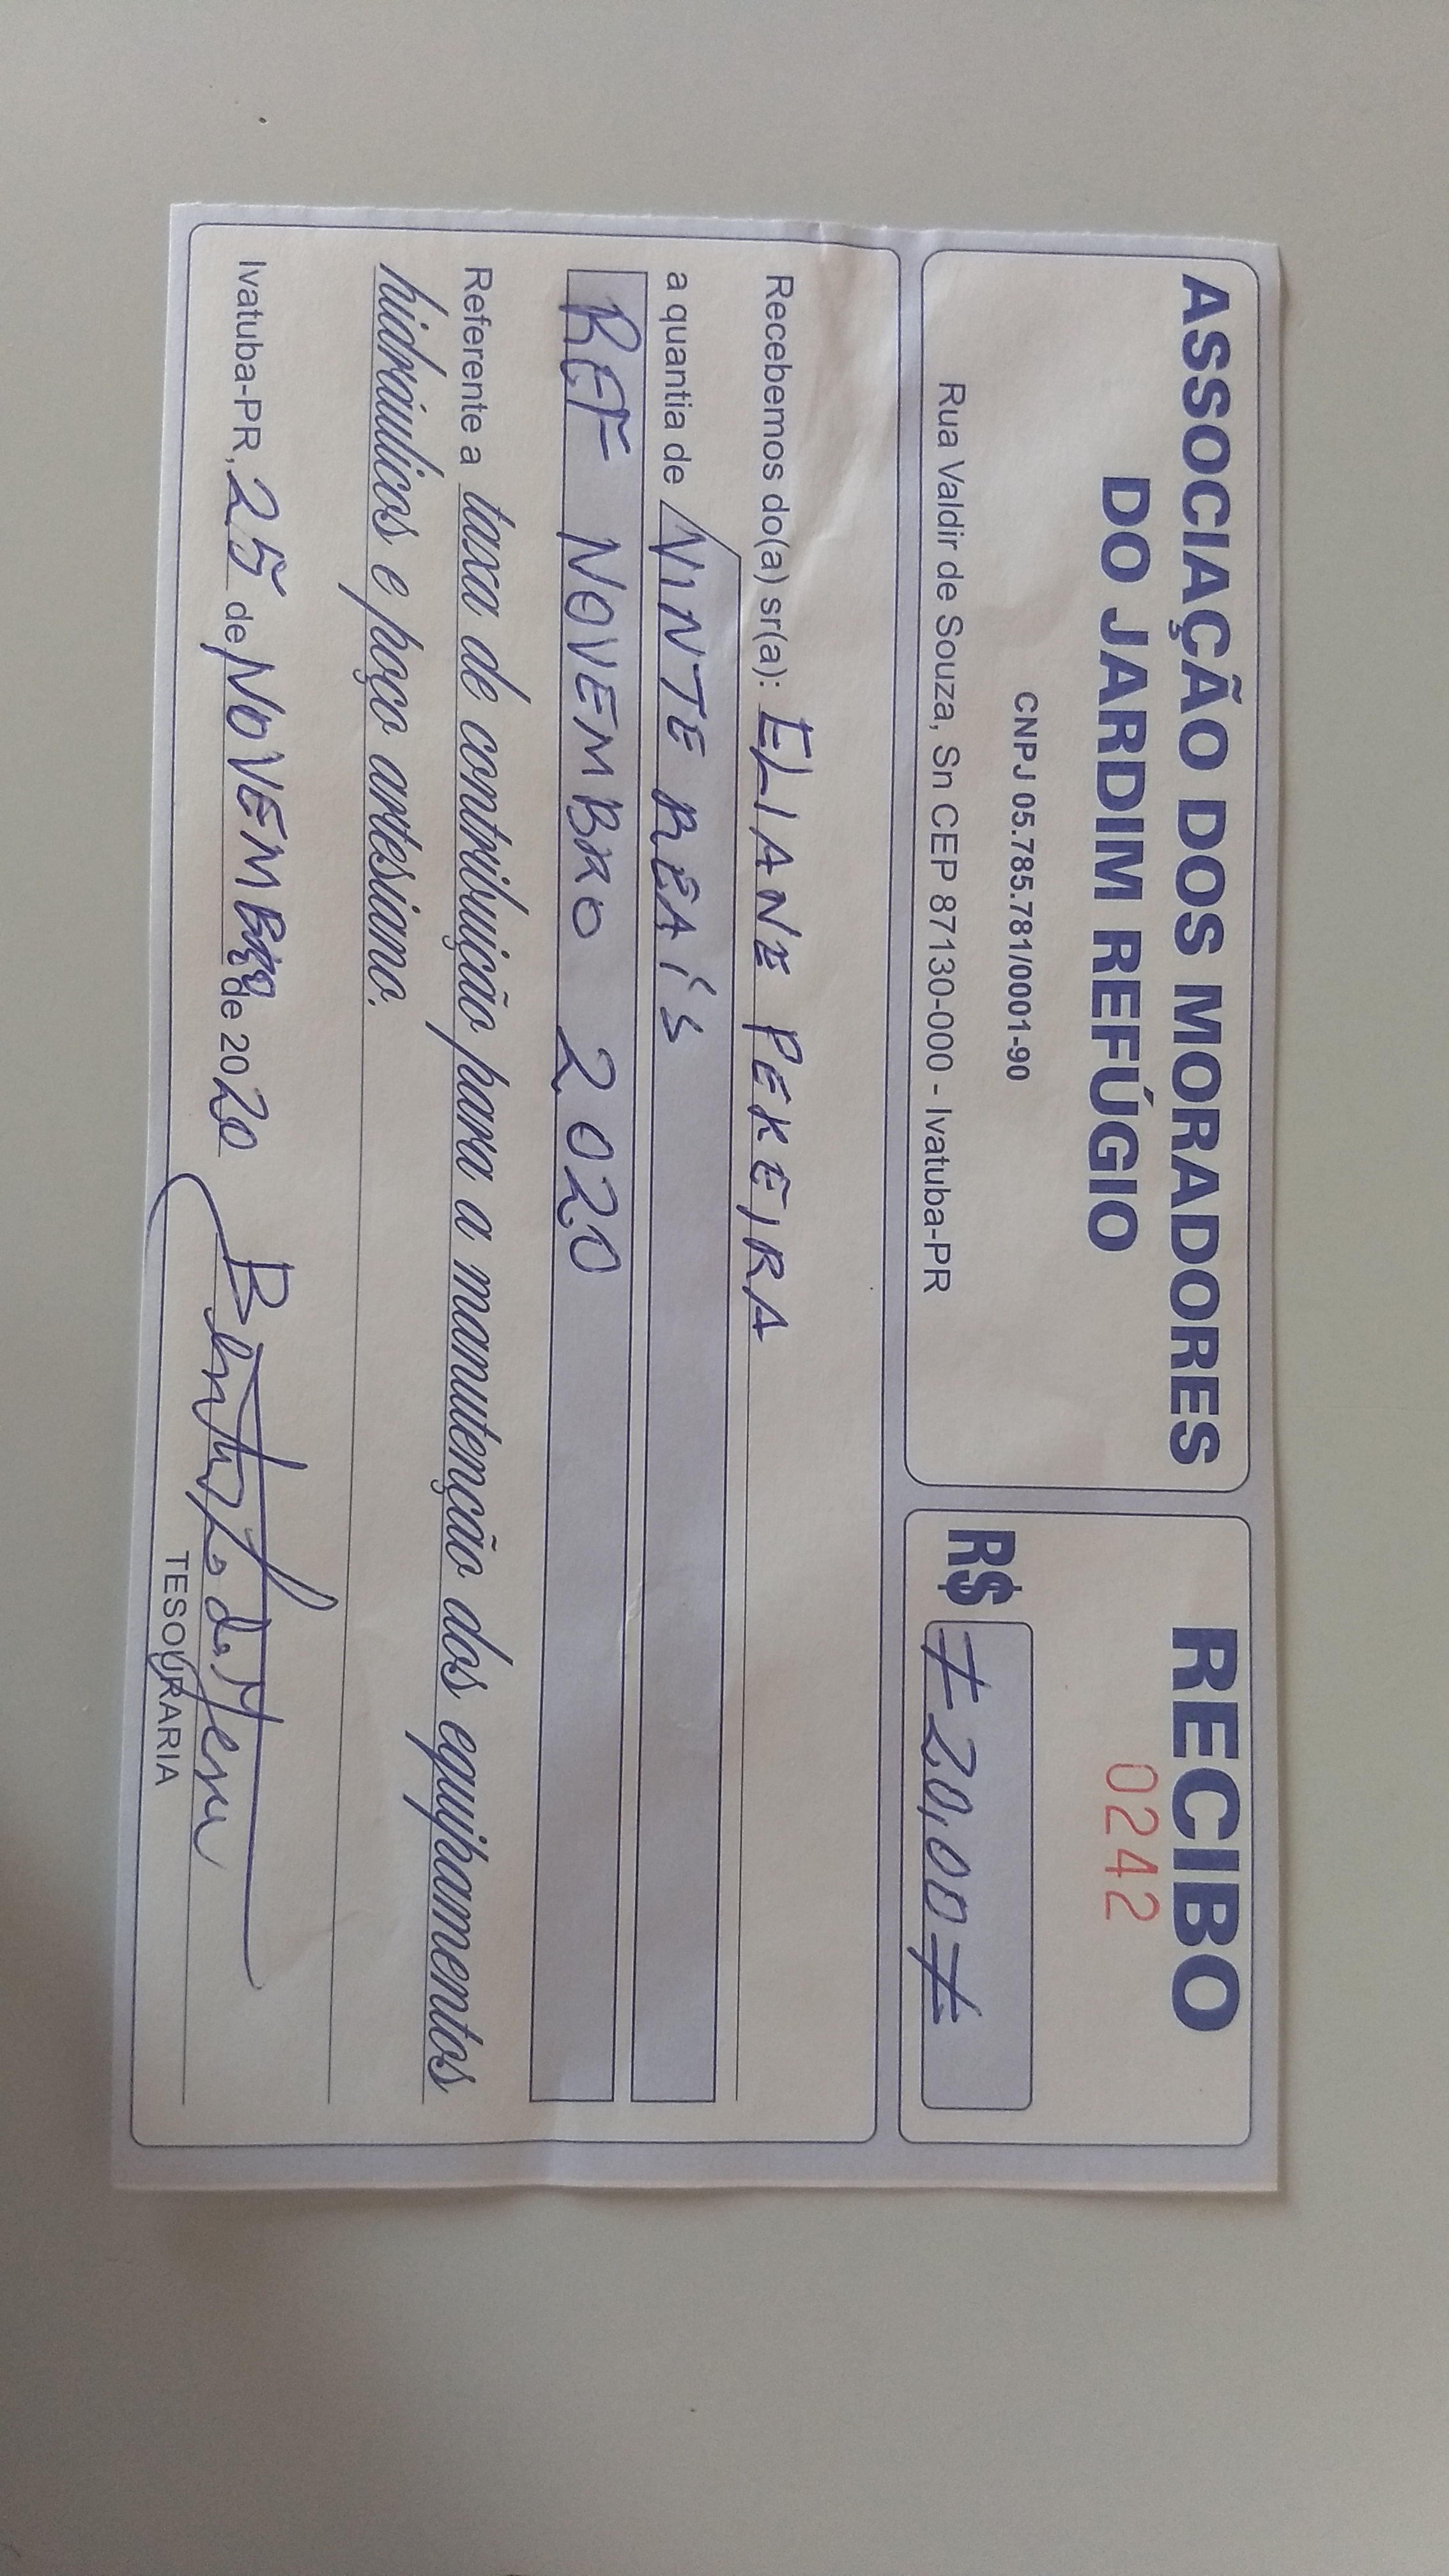 ASSOCIAÇÃO DOS MORADORES
DO JARDIM REFÚGIO
CNPJ 05.785.781/0001-90
Rua Valdir de Souza, Sn CEP 87130-000 - Ivatuba-PR
RECIBO
0242
R$ ≠ 20,00 ≠
Recebemos do(a) sr(a): ELIANE PEREIRA
a quantia de VINTE REAÍS
REF NOVEMBRO 2020
Referente a taxa de contribuição para a manutenção dos equipamentos
hidráulicos e poço artesiano.
Ivatuba-PR, 25 de NOVEMBRO de 2020
TESOURARIA